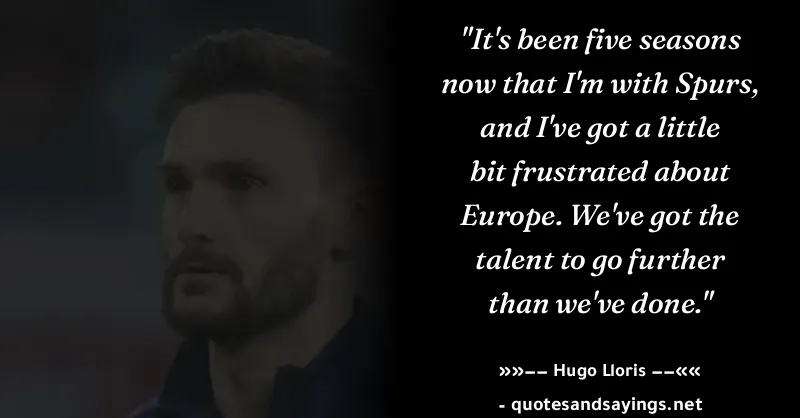 "It's been five seasons
now that I'm with Spurs,
and I've got a little
bit frustrated about
Europe. We've got the
talent to go further
than we've done."
»»−− Hugo Lloris −−««
- quotesandsayings.net